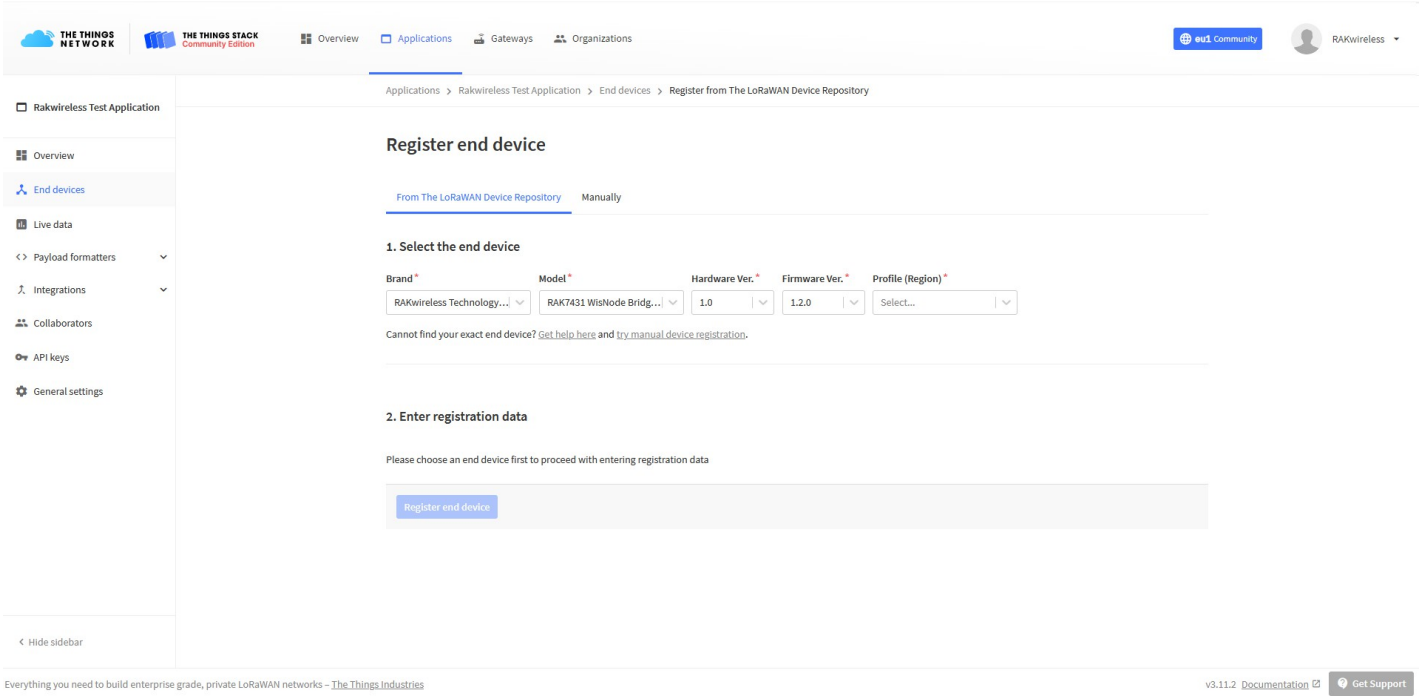 THE THINGS NETWORK
THE THINGS STACK
Community Edition
Overview
Applications
Gateways
Organizations
eu1 Community
RAKwireless
Rakwireless Test Application
Overview
End devices
Live data
Payload formatters
Integrations
Collaborators
API keys
General settings
Hide sidebar
Applications > Rakwireless Test Application > End devices > Register from The LoRaWAN Device Repository
Register end device
From The LoRaWAN Device Repository
Manually
1. Select the end device
Brand* Model* Hardware Ver.* Firmware Ver.* Profile (Region)*
RAKwireless Technology... RAK7431 WisNode Bridg... 1.0 1.2.0 Select...
Cannot find your exact end device? Get help here and try manual device registration.
2. Enter registration data
Please choose an end device first to proceed with entering registration data
Register end device
Everything you need to build enterprise grade, private LoRaWAN networks – The Things Industries
v3.11.2 Documentation
Get Support